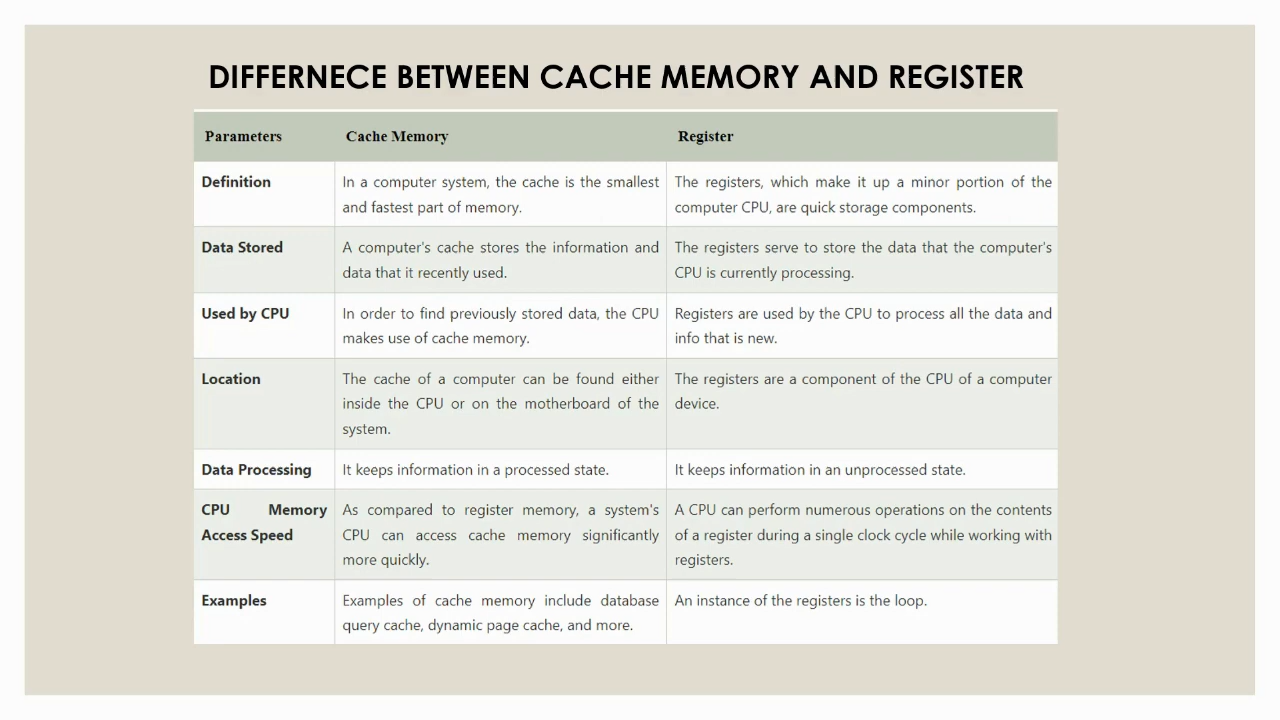 DIFFERNECE BETWEEN CACHE MEMORY AND REGISTER
Parameters Cache Memory Register
Definition
In a computer system, the cache is the smallest
and fastest part of memory.
The registers, which make it up a minor portion of the
computer CPU, are quick storage components.
Data Stored
A computer's cache stores the information and
data that it recently used.
The registers serve to store the data that the computer's
CPU is currently processing.
Used by CPU
In order to find previously stored data, the CPU
makes use of cache memory.
Registers are used by the CPU to process all the data and
info that is new.
Location
The cache of a computer can be found either
inside the CPU or on the motherboard of the
system.
The registers are a component of the CPU of a computer
device.
Data Processing
It keeps information in a processed state.
It keeps information in an unprocessed state.
CPU Memory
Access Speed
As compared to register memory, a system's
CPU can access cache memory significantly
more quickly.
A CPU can perform numerous operations on the contents
of a register during a single clock cycle while working with
registers.
Examples
Examples of cache memory include database
query cache, dynamic page cache, and more.
An instance of the registers is the loop.